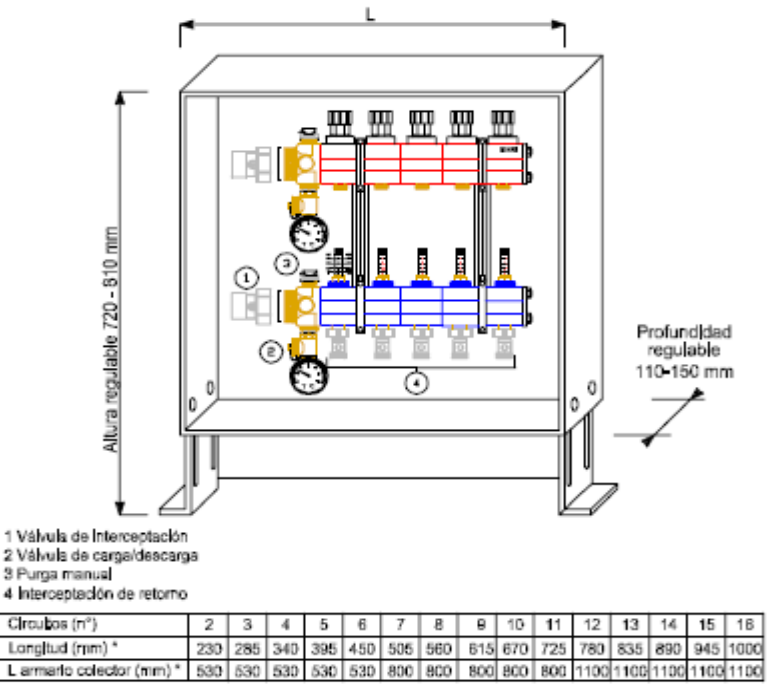 L
Altura regulable 720 - 810 mm
3
1
2
4
Profundidad
regulable
110-150 mm
1 Válvula de Interceptación
2 Válvula de carga/descarga
3 Purga manual
4 Interceptación de retorno
Circuitos (n°) 2 3 4 5 6 7 8 9 10 11 12 13 14 15 16
Longitud (mm) * 230 285 340 395 450 505 560 615 670 725 780 835 890 945 1000
L armario colector (mm) * 530 530 530 530 530 800 800 800 800 800 1100 1100 1100 1100 1100